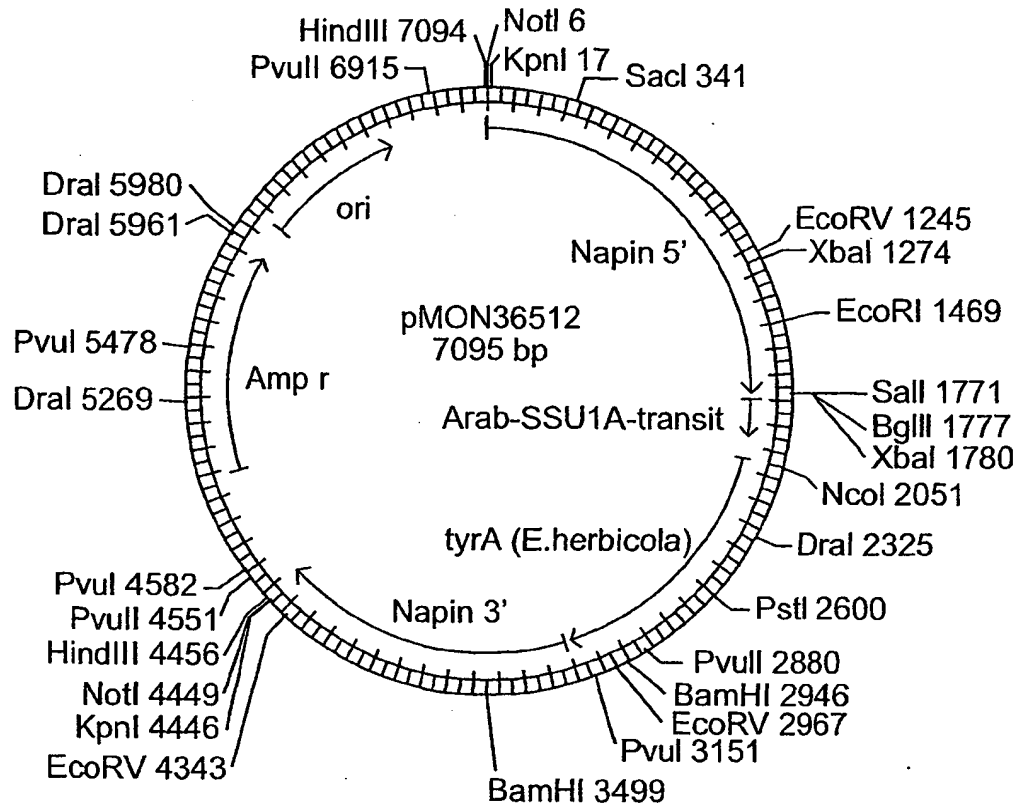 HindIII 7094
NotI 6
KpnI 17
PvuII 6915
SacI 341
DraI 5980
DraI 5961
ori
EcoRV 1245
XbaI 1274
Napin 5'
EcoRI 1469
pMON36512
7095 bp
PvuI 5478
Amp r
DraI 5269
SalI 1771
Arab-SSU1A-transit
BglII 1777
XbaI 1780
NcoI 2051
tyrA (E.herbicola)
DraI 2325
PvuI 4582
PstI 2600
Napin 3'
PvuII 4551
HindIII 4456
PvuII 2880
NotI 4449
BamHI 2946
KpnI 4446
EcoRV 2967
EcoRV 4343
PvuI 3151
BamHI 3499